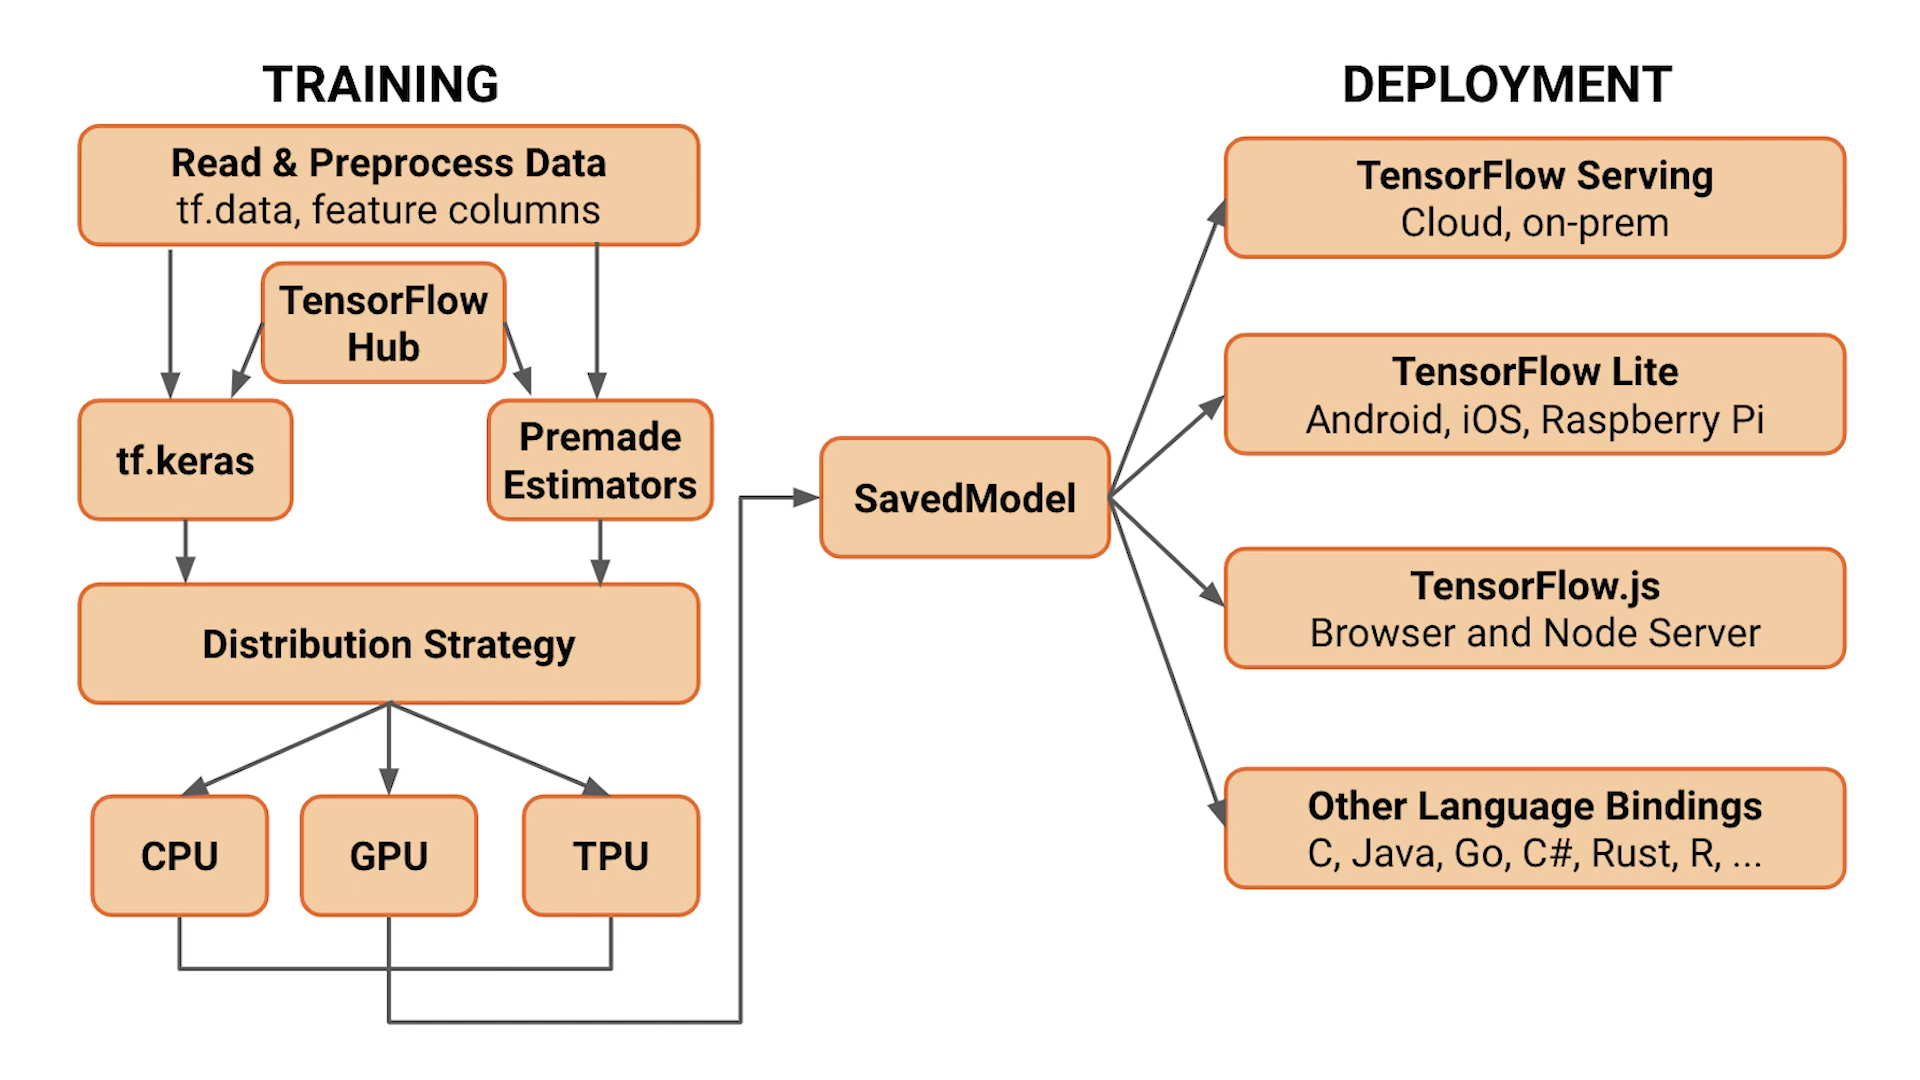 TRAINING
Read & Preprocess Data
tf.data, feature columns
TensorFlow
Hub
tf.keras
Premade
Estimators
Distribution Strategy
CPU
GPU
TPU
SavedModel
DEPLOYMENT
TensorFlow Serving
Cloud, on-prem
TensorFlow Lite
Android, iOS, Raspberry Pi
TensorFlow.js
Browser and Node Server
Other Language Bindings
C, Java, Go, C#, Rust, R, ...